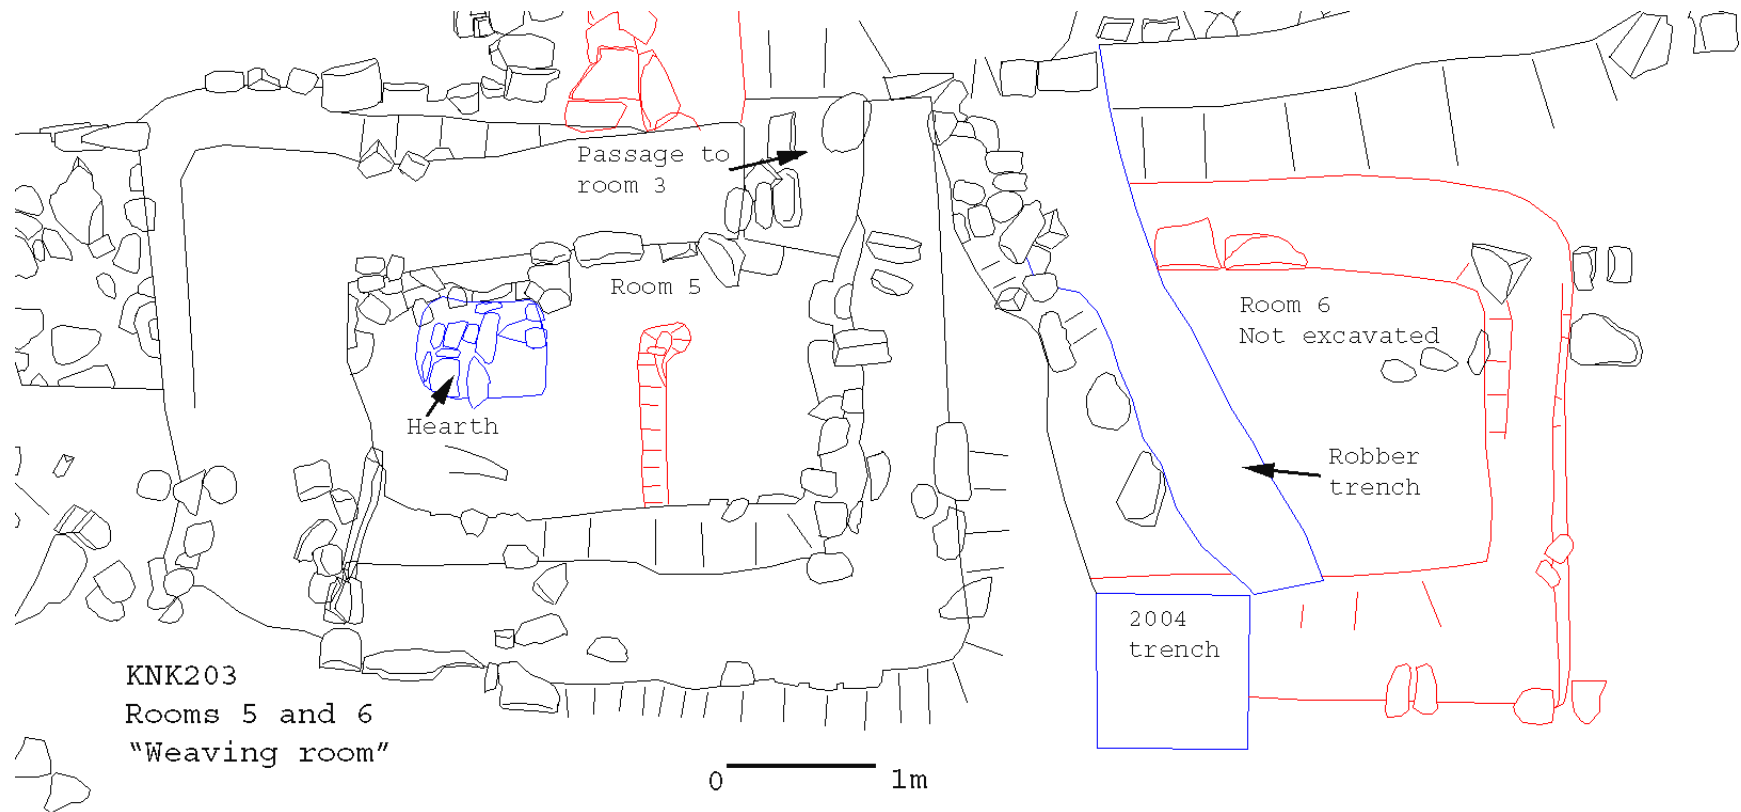 Passage to
room 3
Room 5
Room 6
Not excavated
Hearth
Robber
trench
2004
trench
KNK203
Rooms 5 and 6
“Weaving room”
0 1m